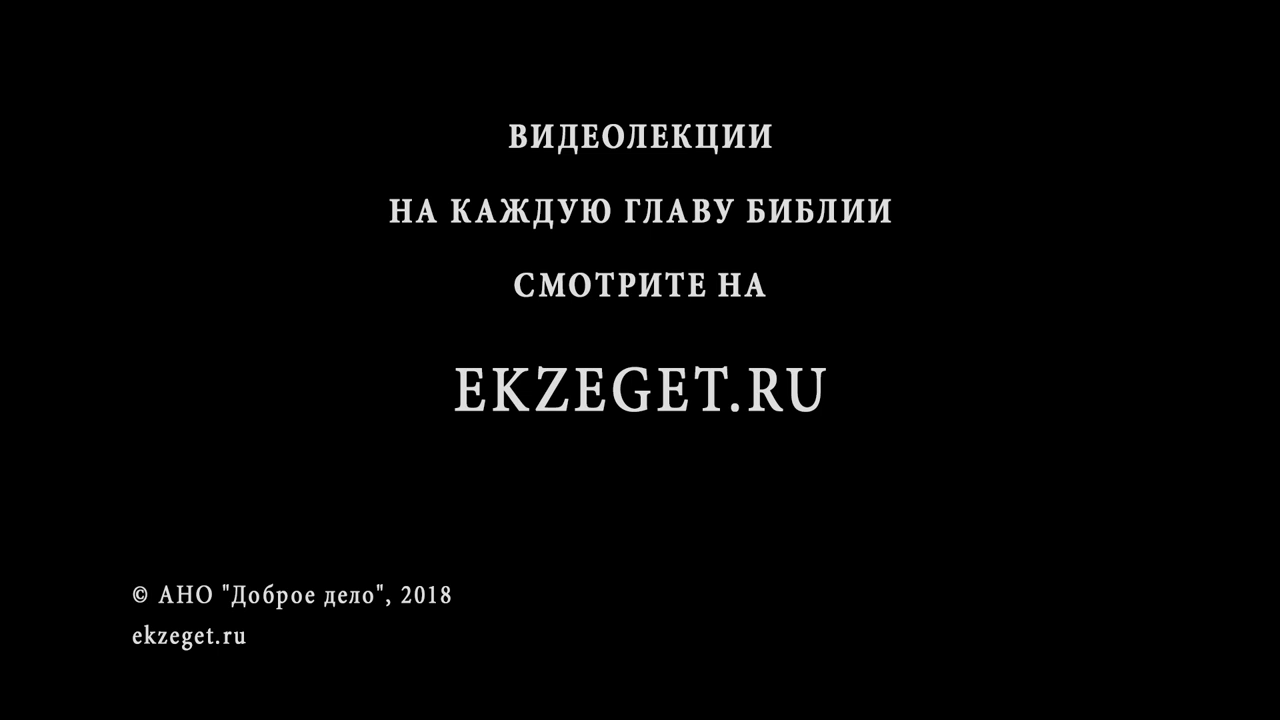 ВИДЕОЛЕКЦИИ
НА КАЖДУЮ ГЛАВУ БИБЛИИ
СМОТРИТЕ НА
EKZEGET.RU
© АНО "Доброе дело", 2018
ekzeget.ru